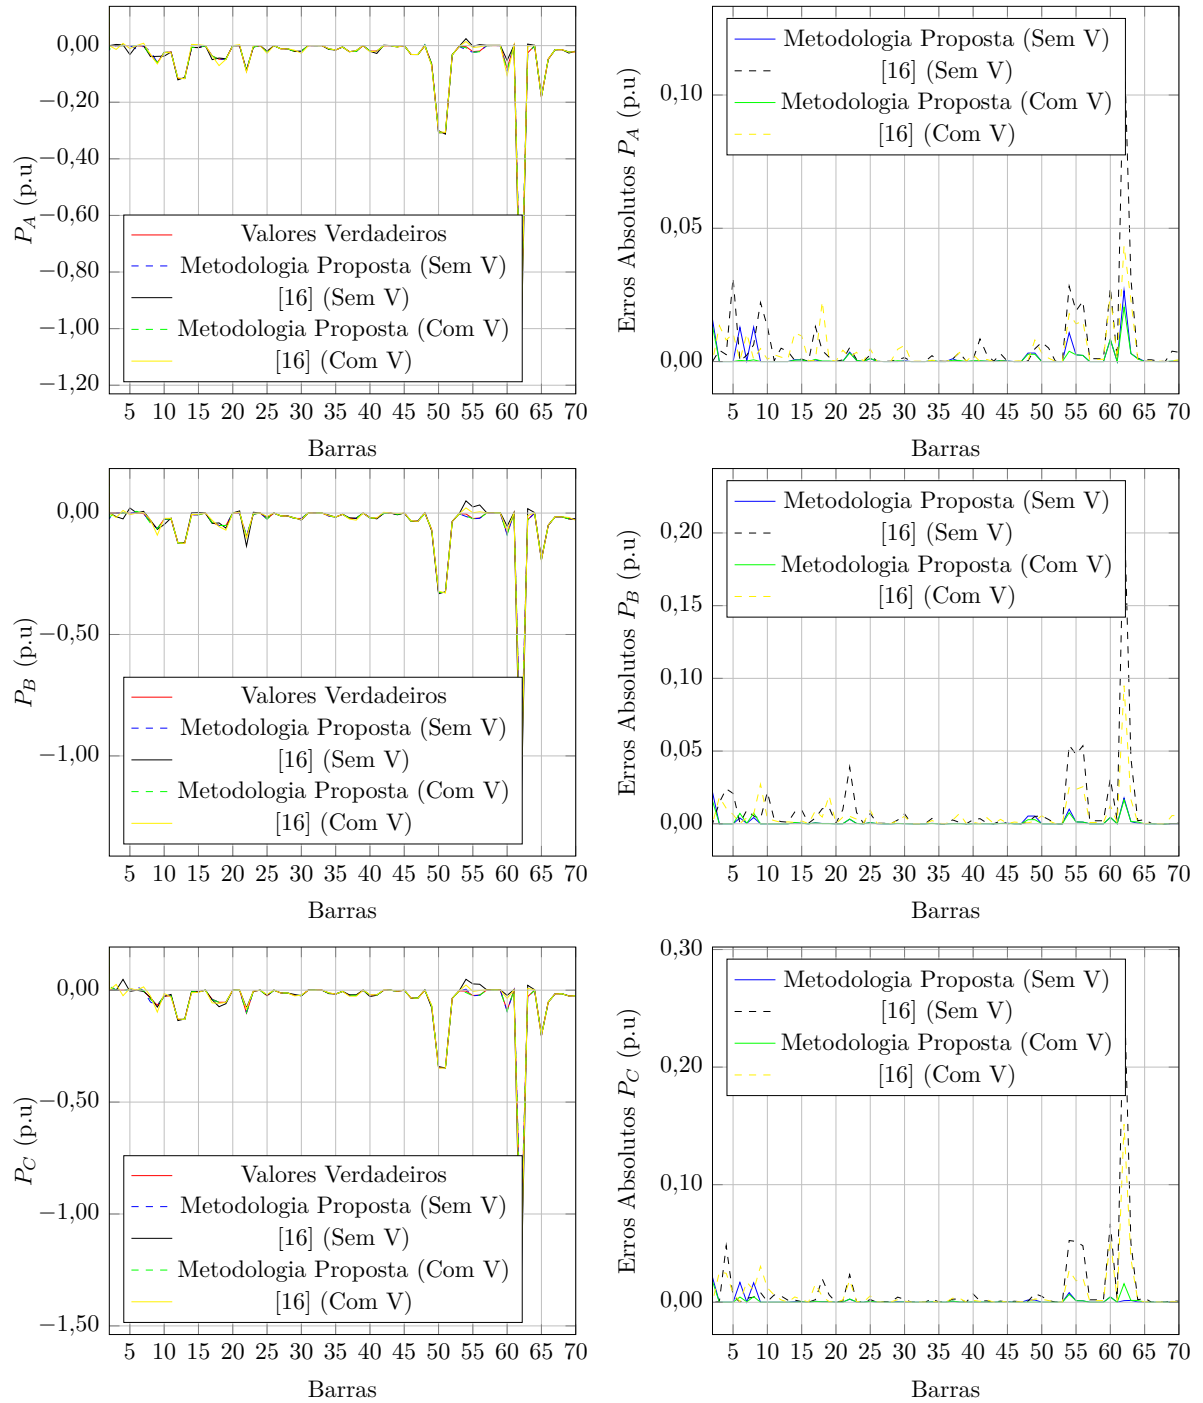 0,00
−0,20
−0,40
−0,60
−0,80
−1,00
−1,20
P_A (p.u)
Valores Verdadeiros
Metodologia Proposta (Sem V)
[16] (Sem V)
Metodologia Proposta (Com V)
[16] (Com V)
5 10 15 20 25 30 35 40 45 50 55 60 65 70
Barras
0,10
0,05
0,00
Erros Absolutos P_A (p.u)
Metodologia Proposta (Sem V)
[16] (Sem V)
Metodologia Proposta (Com V)
[16] (Com V)
5 10 15 20 25 30 35 40 45 50 55 60 65 70
Barras
0,00
−0,50
−1,00
P_B (p.u)
Valores Verdadeiros
Metodologia Proposta (Sem V)
[16] (Sem V)
Metodologia Proposta (Com V)
[16] (Com V)
5 10 15 20 25 30 35 40 45 50 55 60 65 70
Barras
0,20
0,15
0,10
0,05
0,00
Erros Absolutos P_B (p.u)
Metodologia Proposta (Sem V)
[16] (Sem V)
Metodologia Proposta (Com V)
[16] (Com V)
5 10 15 20 25 30 35 40 45 50 55 60 65 70
Barras
0,00
−0,50
−1,00
−1,50
P_C (p.u)
Valores Verdadeiros
Metodologia Proposta (Sem V)
[16] (Sem V)
Metodologia Proposta (Com V)
[16] (Com V)
5 10 15 20 25 30 35 40 45 50 55 60 65 70
Barras
0,30
0,20
0,10
0,00
Erros Absolutos P_C (p.u)
Metodologia Proposta (Sem V)
[16] (Sem V)
Metodologia Proposta (Com V)
[16] (Com V)
5 10 15 20 25 30 35 40 45 50 55 60 65 70
Barras